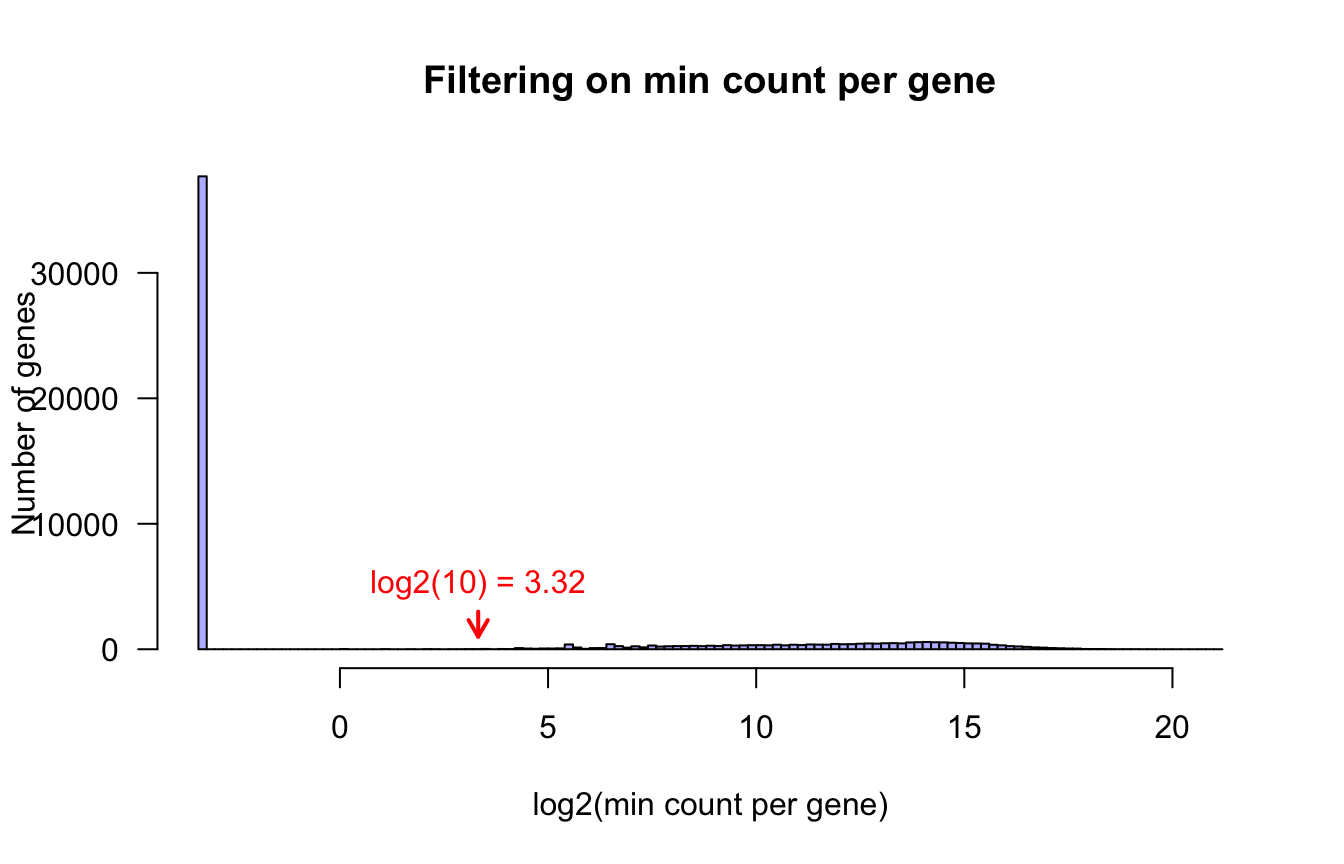 Filtering on min count per gene
Number of genes
30000
20000
10000
0
log2(10) = 3.32
0 5 10 15 20
log2(min count per gene)